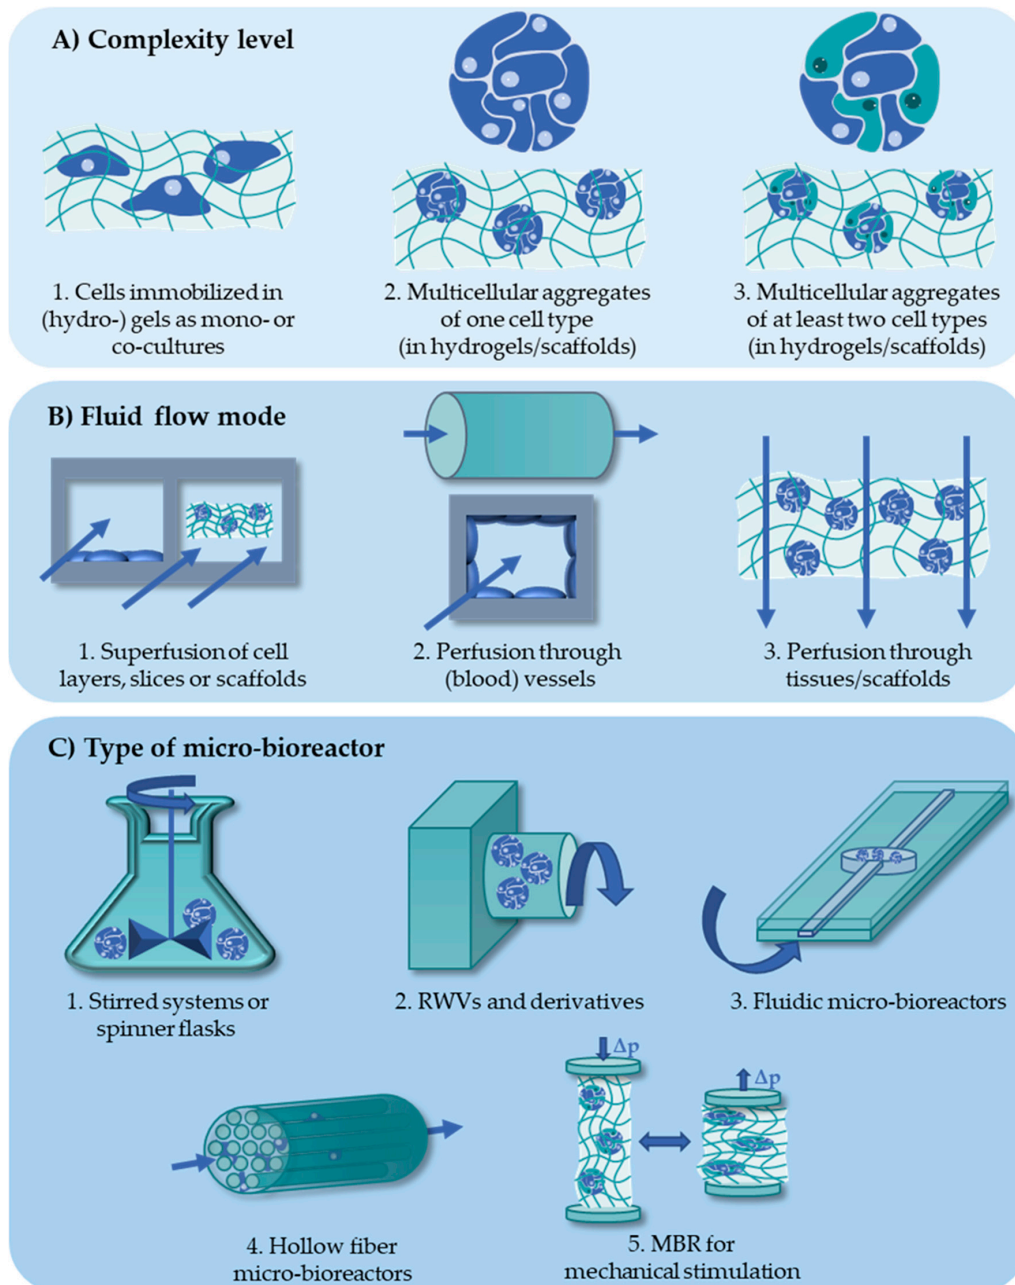 A) Complexity level
1. Cells immobilized in
(hydro-) gels as mono- or
co-cultures
2. Multicellular aggregates
of one cell type
(in hydrogels/scaffolds)
3. Multicellular aggregates
of at least two cell types
(in hydrogels/scaffolds)
B) Fluid flow mode
1. Superfusion of cell
layers, slices or scaffolds
2. Perfusion through
(blood) vessels
3. Perfusion through
tissues/scaffolds
C) Type of micro-bioreactor
1. Stirred systems or
spinner flasks
2. RWVs and derivatives
3. Fluidic micro-bioreactors
Δp
Δp
4. Hollow fiber
micro-bioreactors
5. MBR for
mechanical stimulation